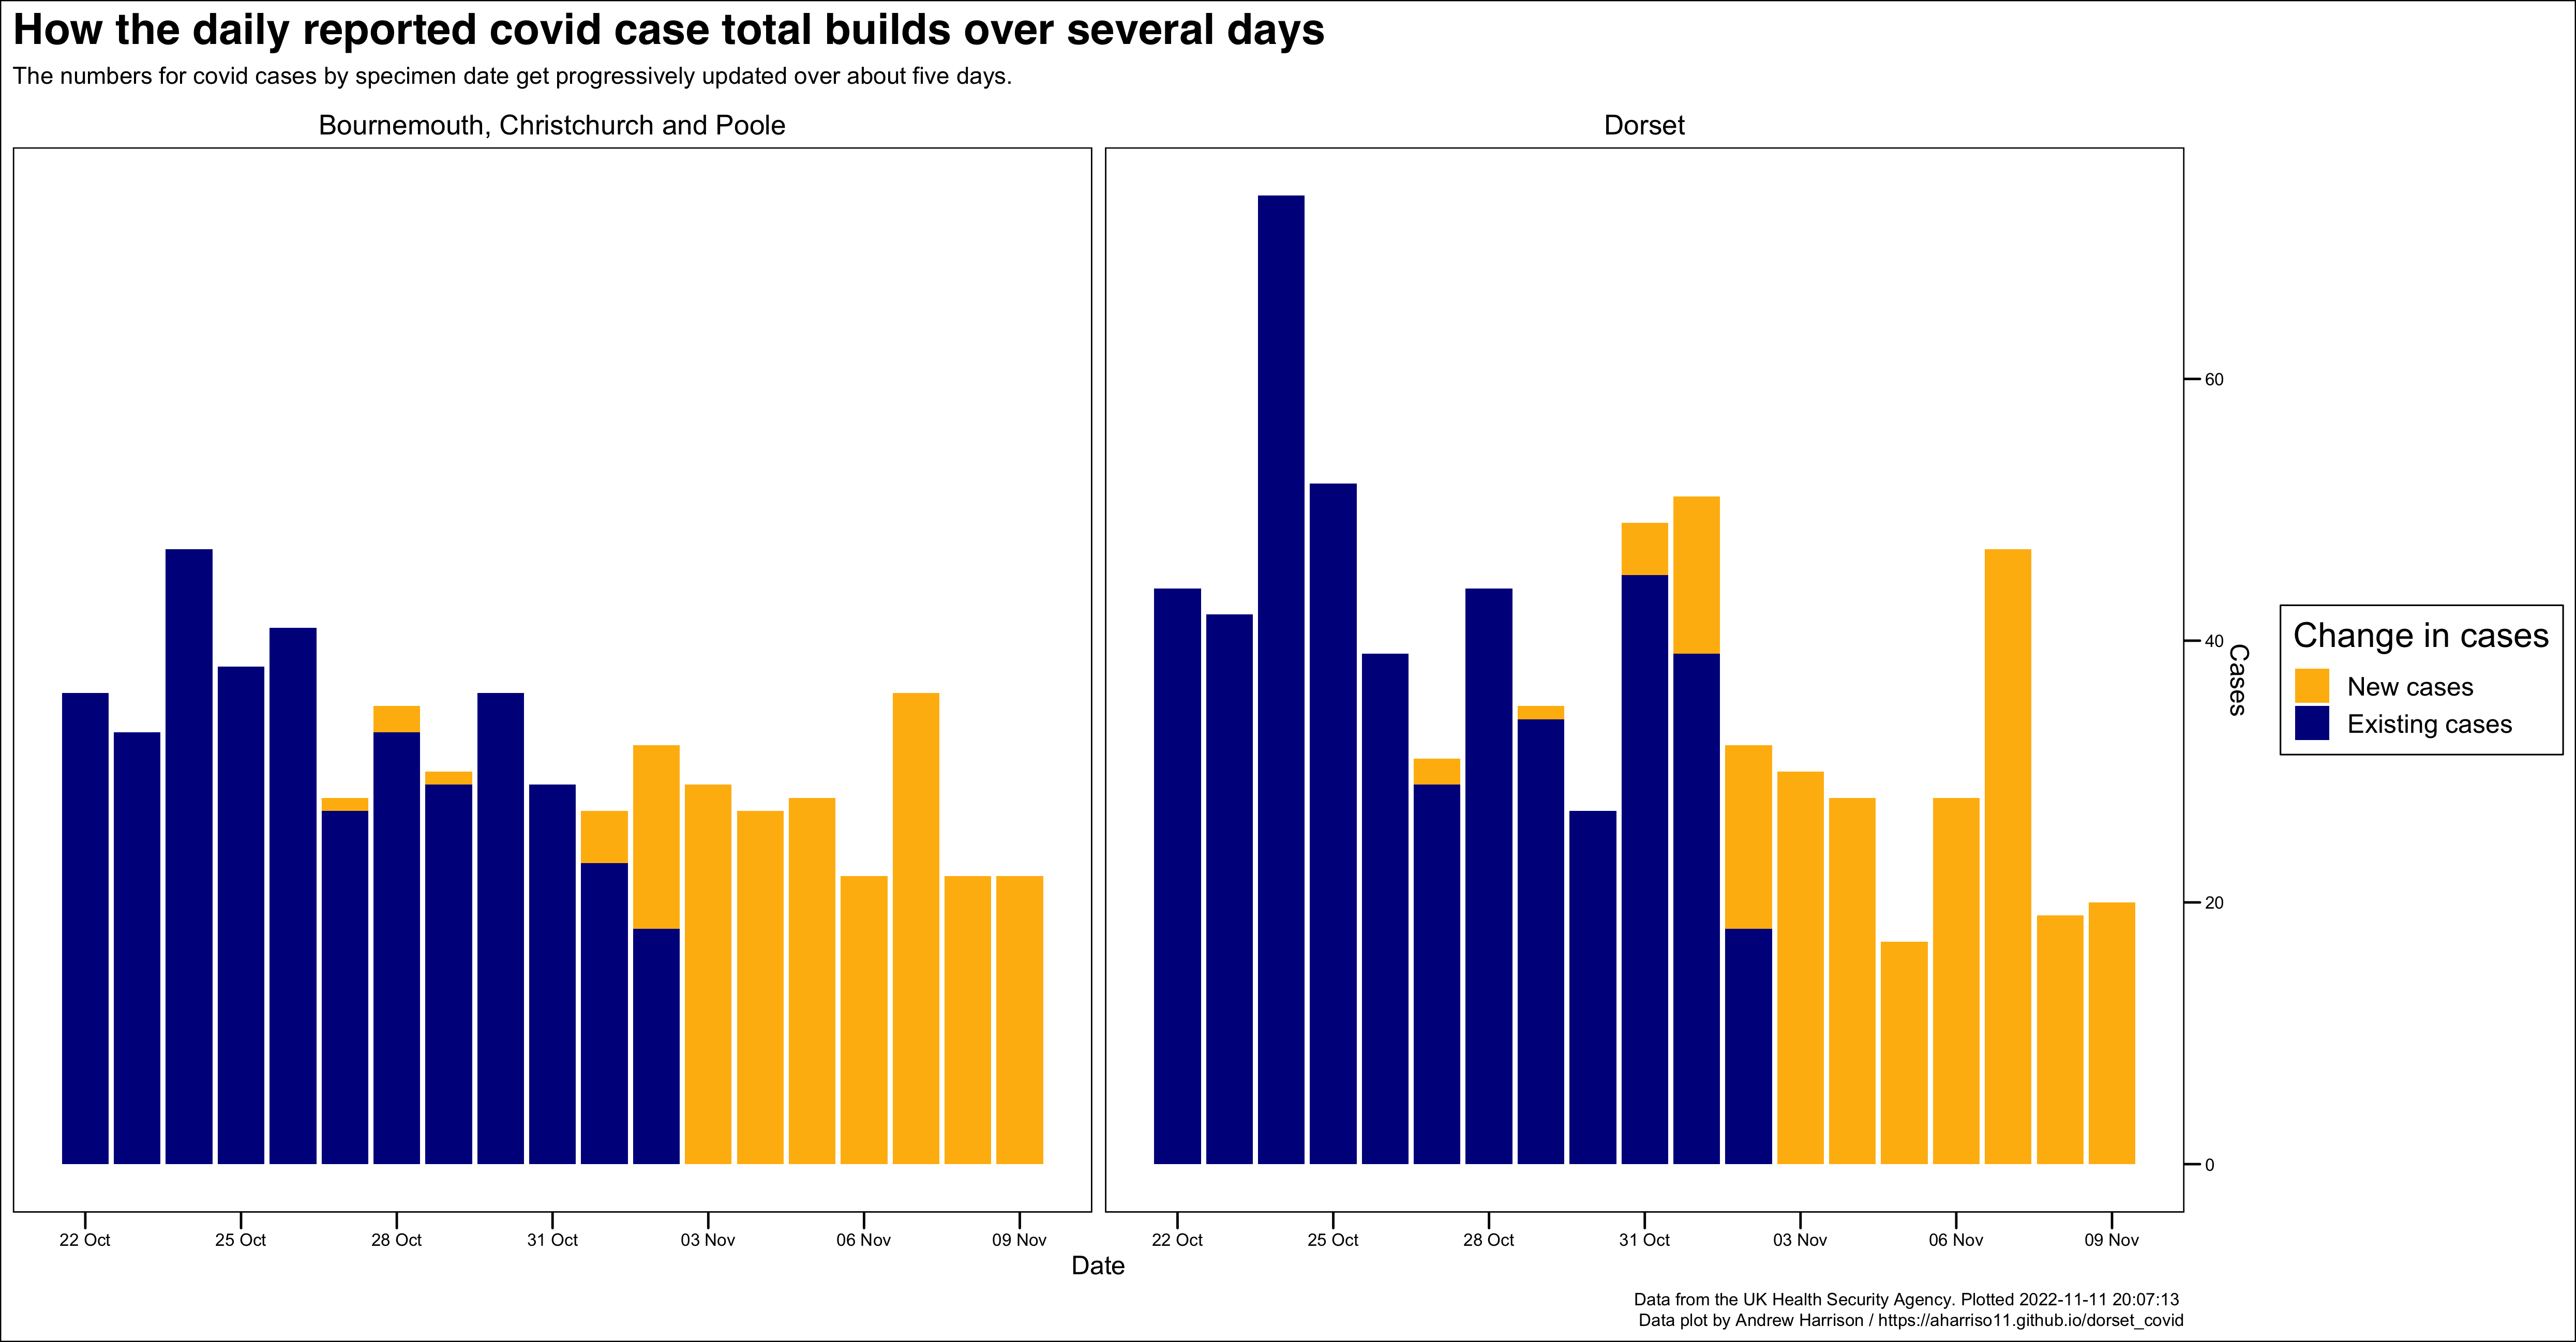 How the daily reported covid case total builds over several days
The numbers for covid cases by specimen date get progressively updated over about five days.
Bournemouth, Christchurch and Poole
Dorset
60
40
20
0
Cases
Change in cases
New cases
Existing cases
22 Oct 25 Oct 28 Oct 31 Oct 03 Nov 06 Nov 09 Nov
22 Oct 25 Oct 28 Oct 31 Oct 03 Nov 06 Nov 09 Nov
Date
Data from the UK Health Security Agency. Plotted 2022-11-11 20:07:13
Data plot by Andrew Harrison / https://aharriso11.github.io/dorset_covid